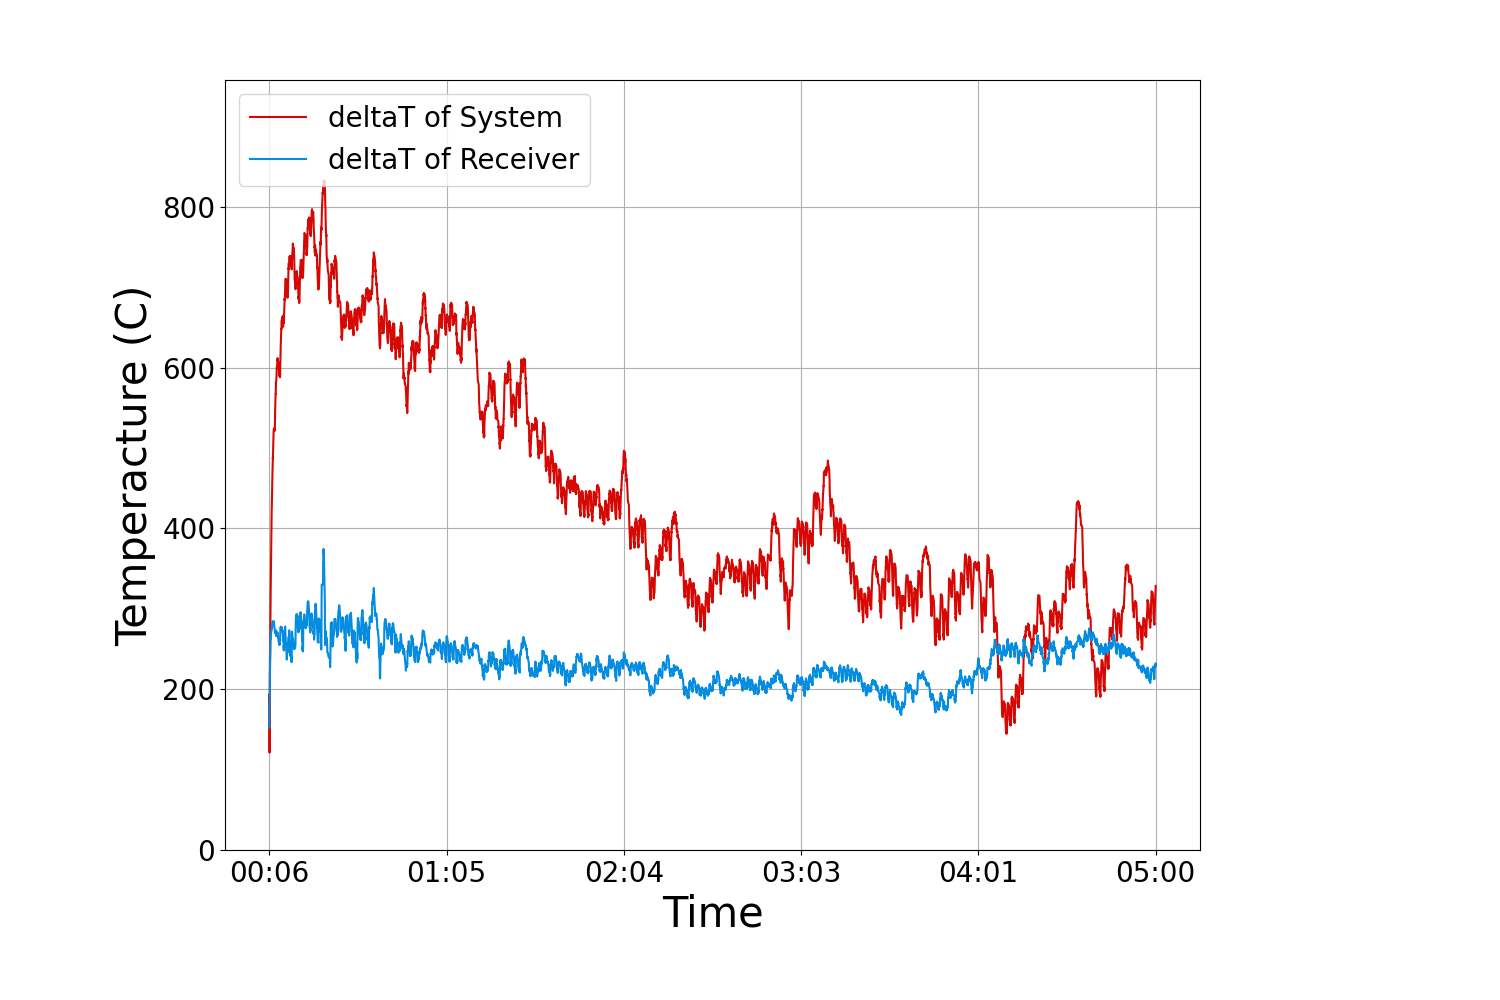 deltaT of System
deltaT of Receiver
Temperacture (C)
800
600
400
200
0
00:06 01:05 02:04 03:03 04:01 05:00
Time